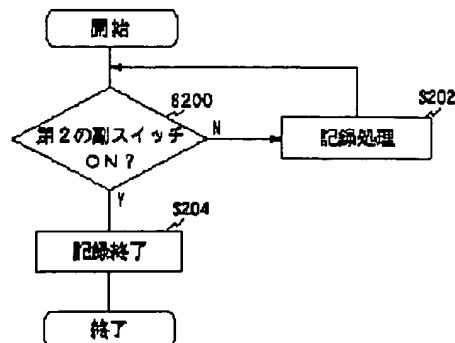 開始
S200
第2の副スイッチ
ON?
N
S202
記録処理
Y
S204
記録終了
終了